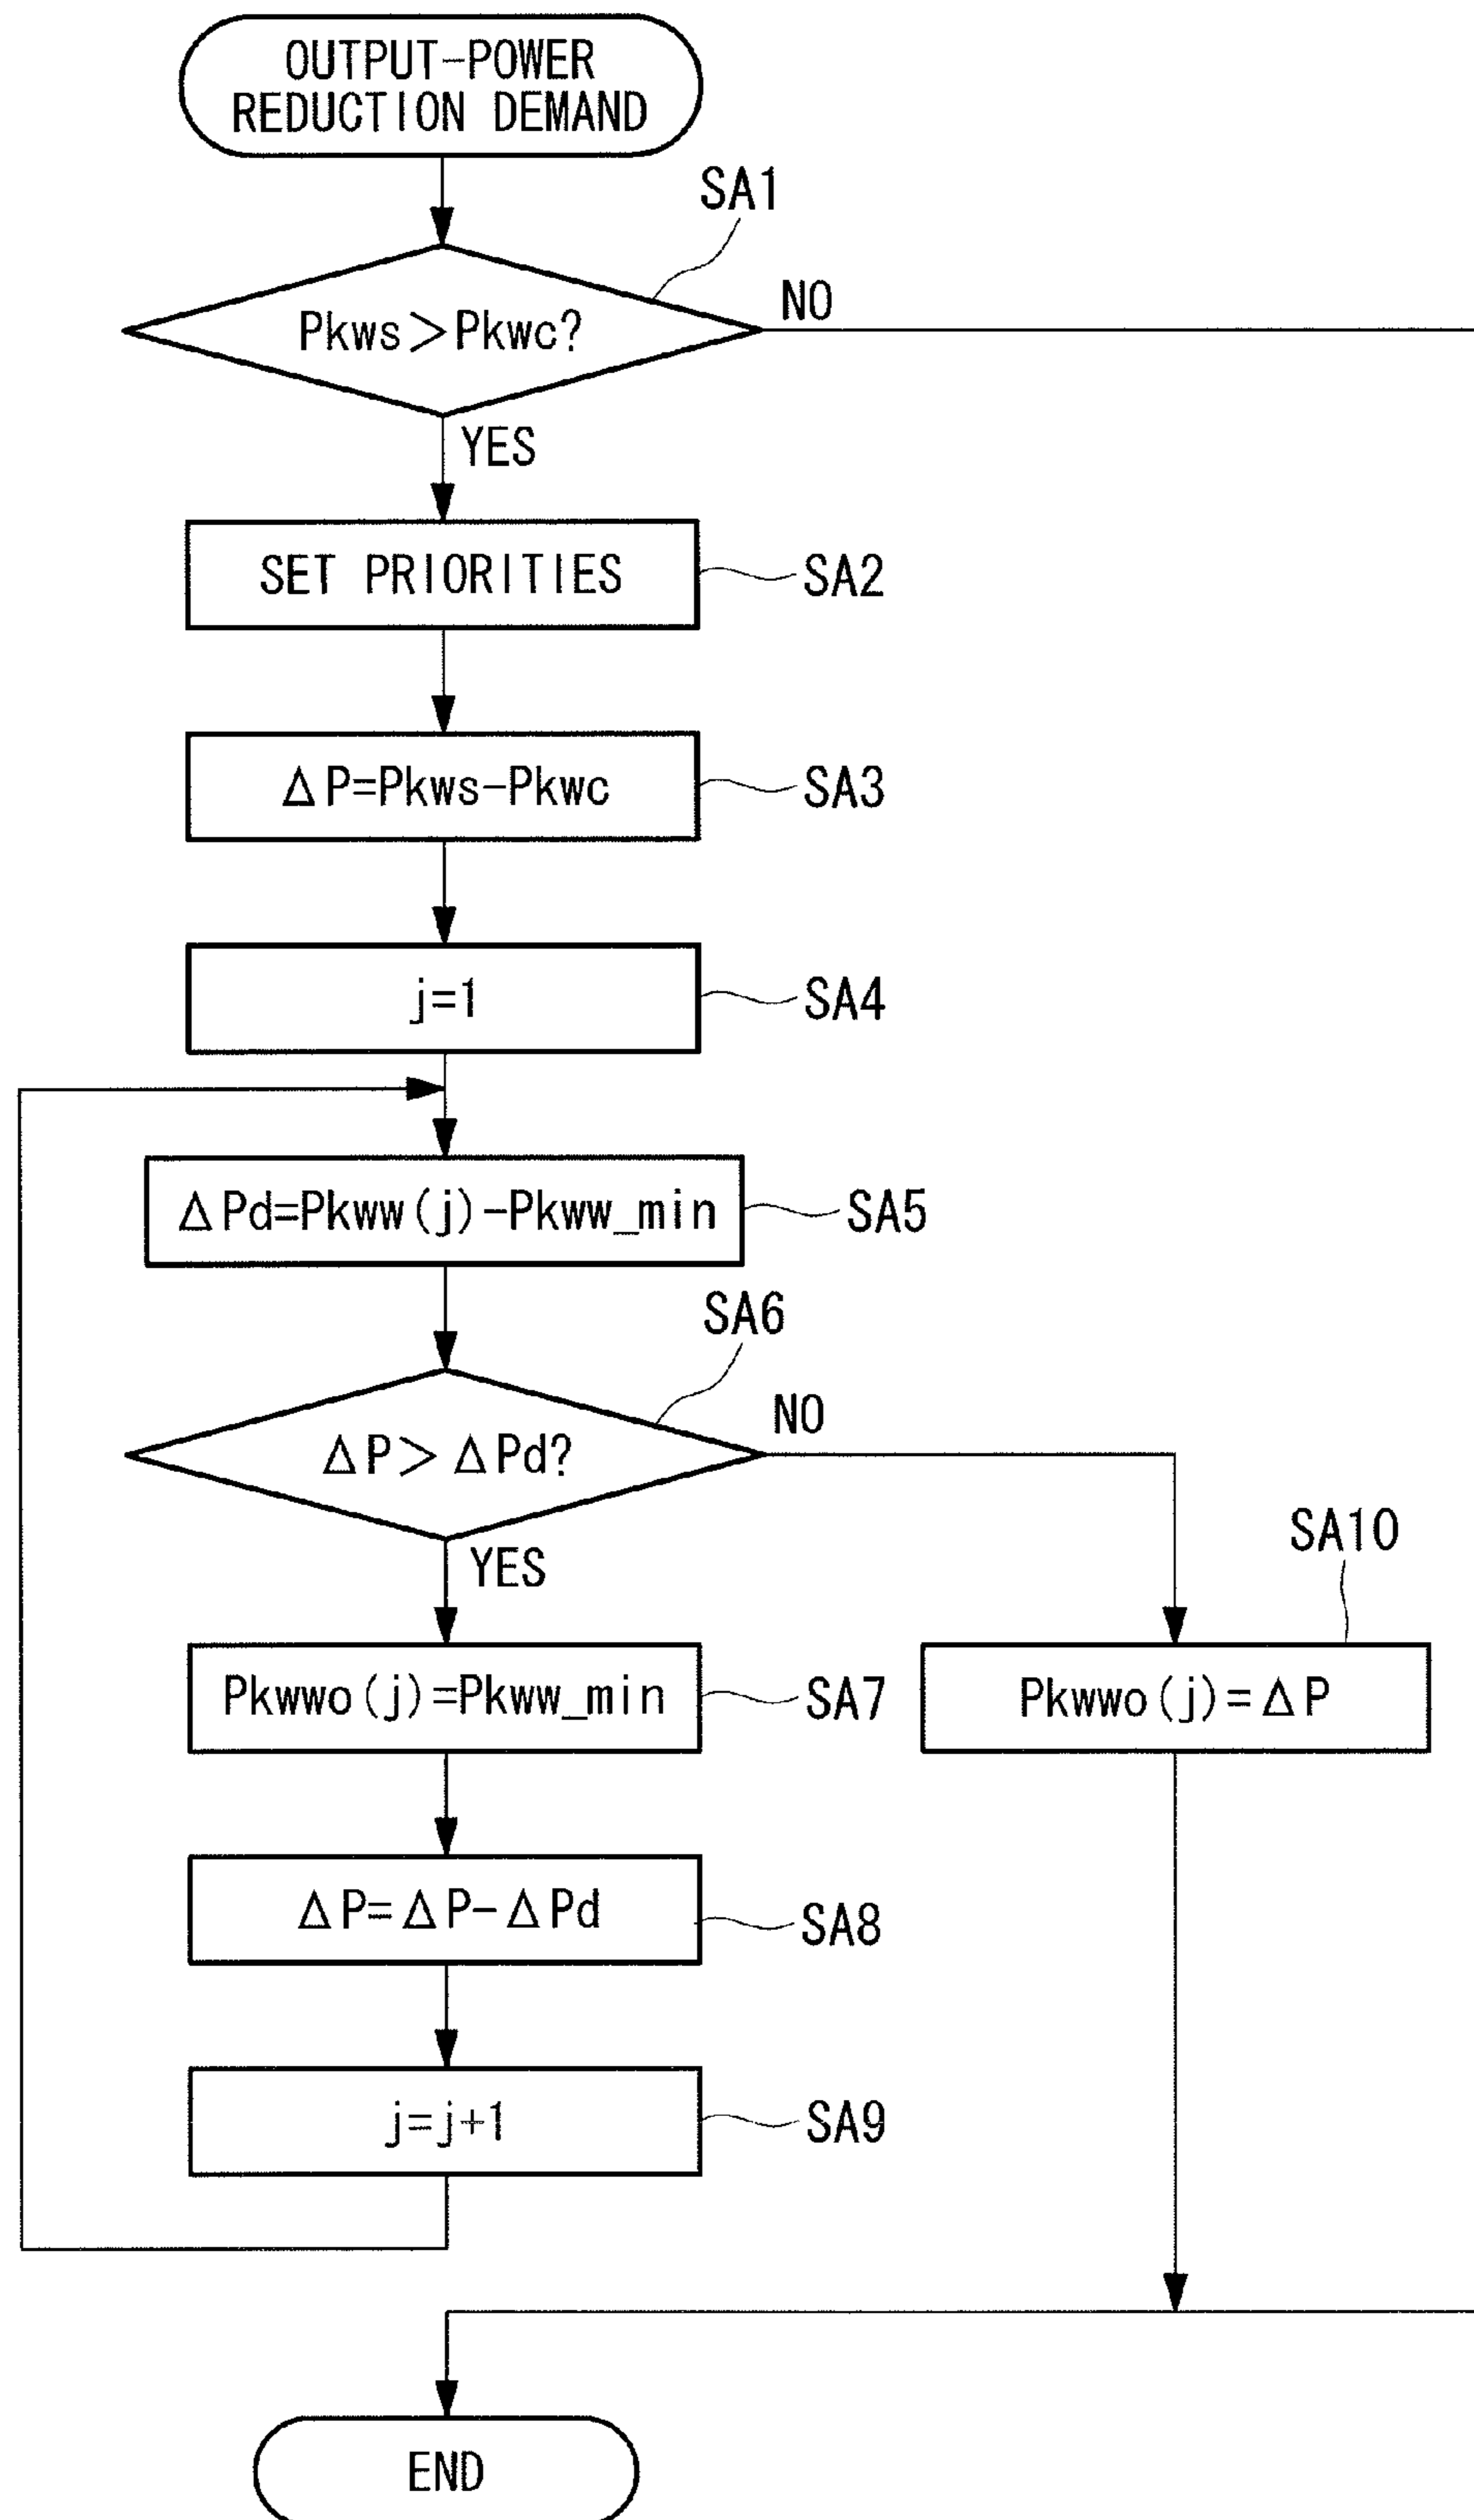 OUTPUT-POWER
REDUCTION DEMAND
SA1
Pkws>Pkwc?
NO
YES
SET PRIORITIES
SA2
ΔP=Pkws-Pkwc
SA3
j=1
SA4
ΔPd=Pkww(j)-Pkww_min
SA5
SA6
ΔP>ΔPd?
NO
YES
SA10
Pkwwo(j)=Pkww_min
SA7
Pkwwo(j)=ΔP
ΔP=ΔP-ΔPd
SA8
j=j+1
SA9
END